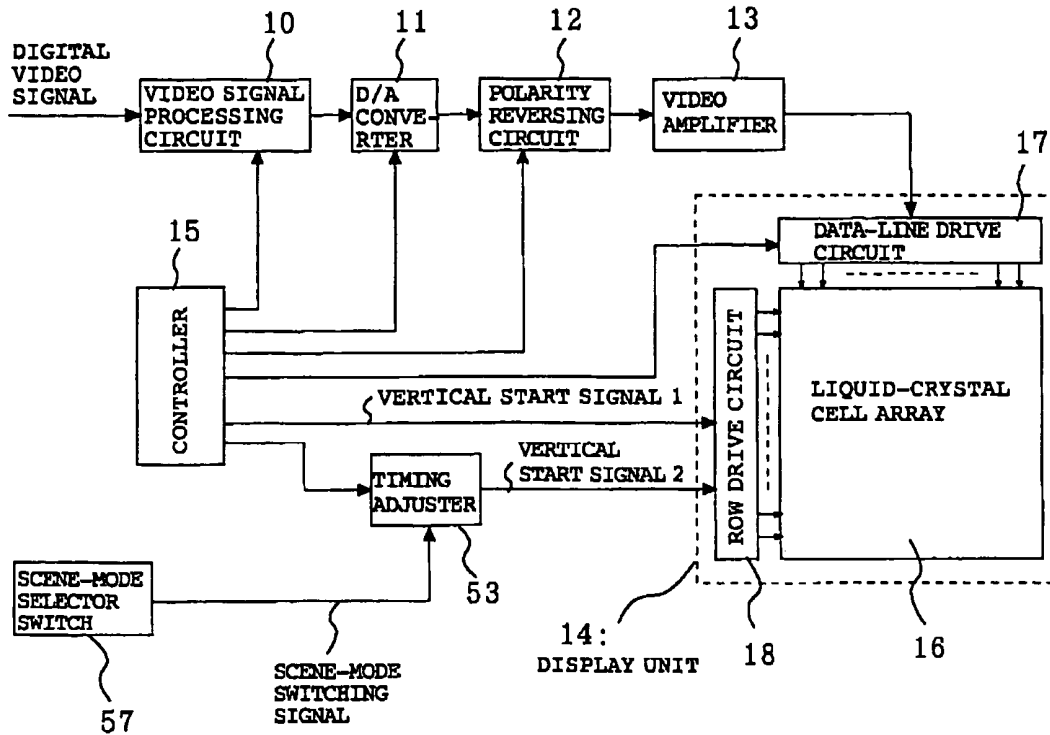 10
11
12
13
DIGITAL
VIDEO
SIGNAL
VIDEO SIGNAL
PROCESSING
CIRCUIT
D/A
CONVE-
RTER
POLARITY
REVERSING
CIRCUIT
VIDEO
AMPLIFIER
17
15
DATA-LINE DRIVE
CIRCUIT
CONTROLLER
ROW DRIVE CIRCUIT
LIQUID-CRYSTAL
CELL ARRAY
VERTICAL START SIGNAL 1
VERTICAL
START SIGNAL 2
TIMING
ADJUSTER
53
SCENE-MODE
SELECTOR
SWITCH
14:
DISPLAY UNIT
18
16
57
SCENE-MODE
SWITCHING
SIGNAL